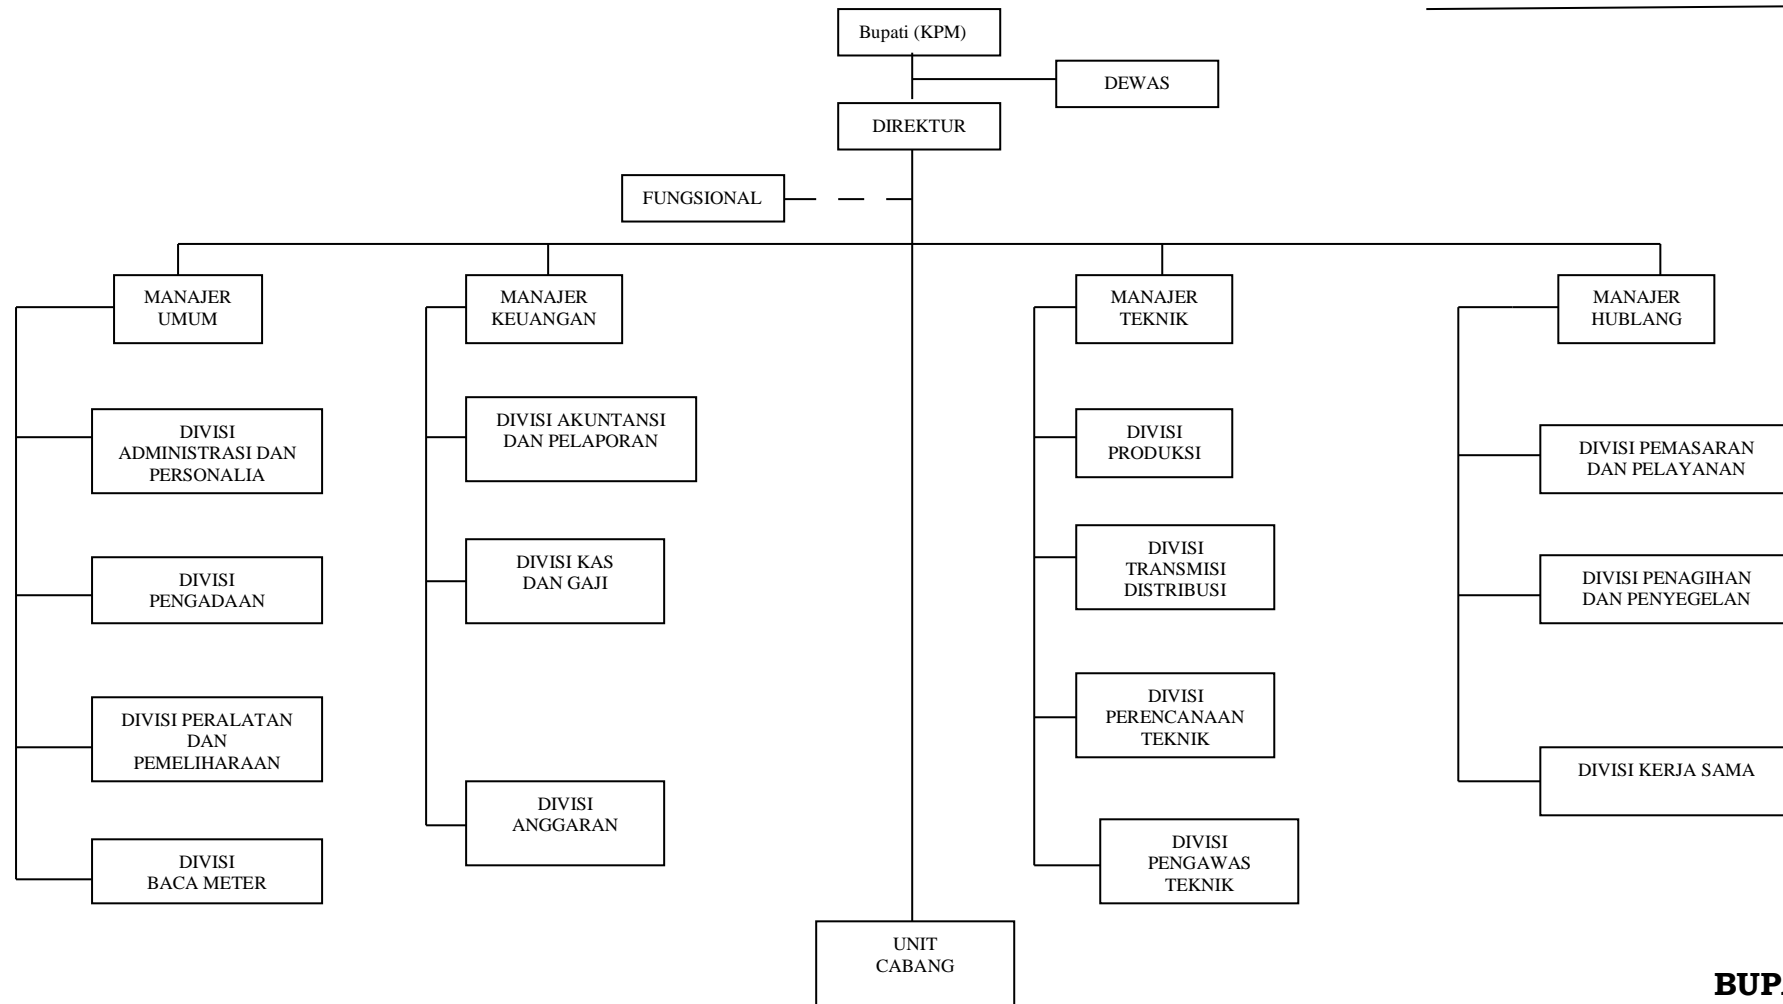 Bupati (KPM)
DEWAS
DIREKTUR
FUNGSIONAL
MANAJER
UMUM
MANAJER
KEUANGAN
MANAJER
TEKNIK
MANAJER
HUBLANG
DIVISI
ADMINISTRASI DAN
PERSONALIA
DIVISI
PENGADAAN
DIVISI PERALATAN
DAN
PEMELIHARAAN
DIVISI
BACA METER
DIVISI AKUNTANSI
DAN PELAPORAN
DIVISI KAS
DAN GAJI
DIVISI
ANGGARAN
DIVISI
PRODUKSI
DIVISI
TRANSMISI
DISTRIBUSI
DIVISI
PERENCANAAN
TEKNIK
DIVISI
PENGAWAS
TEKNIK
DIVISI PEMASARAN
DAN PELAYANAN
DIVISI PENAGIHAN
DAN PENYEGELAN
DIVISI KERJA SAMA
UNIT
CABANG